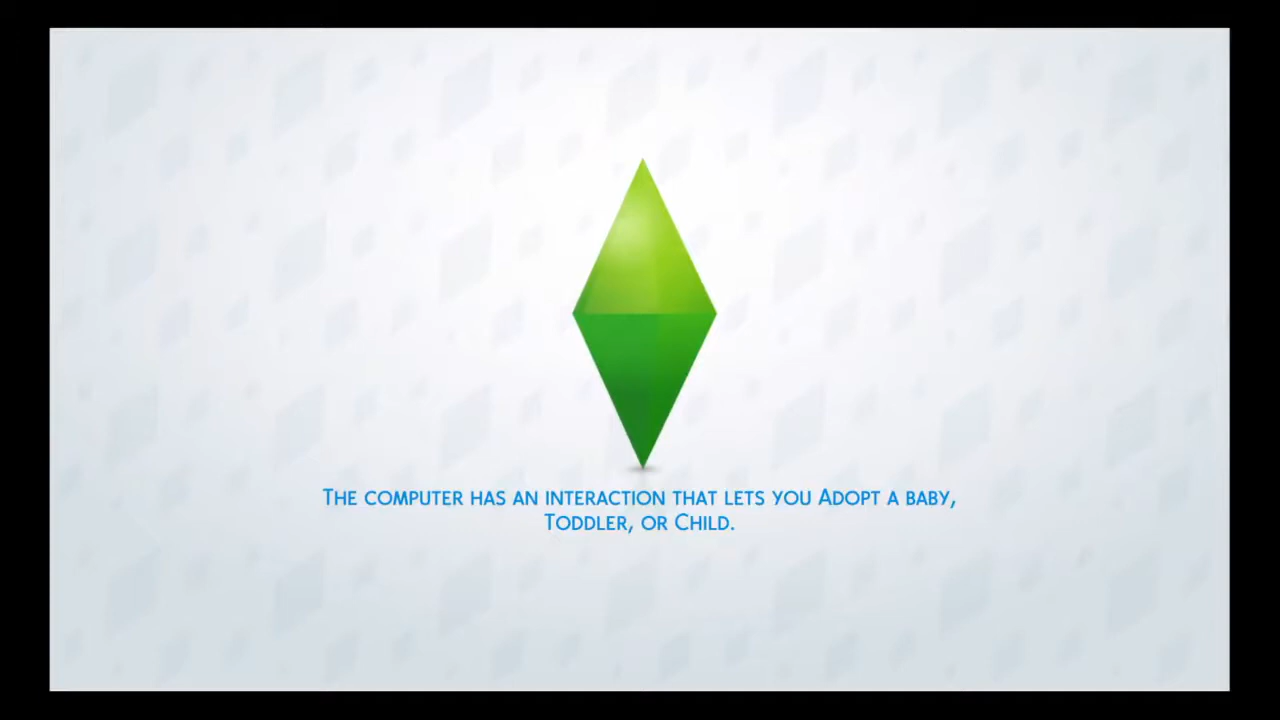 The computer has an interaction that lets you Adopt a baby,
Toddler, or Child.